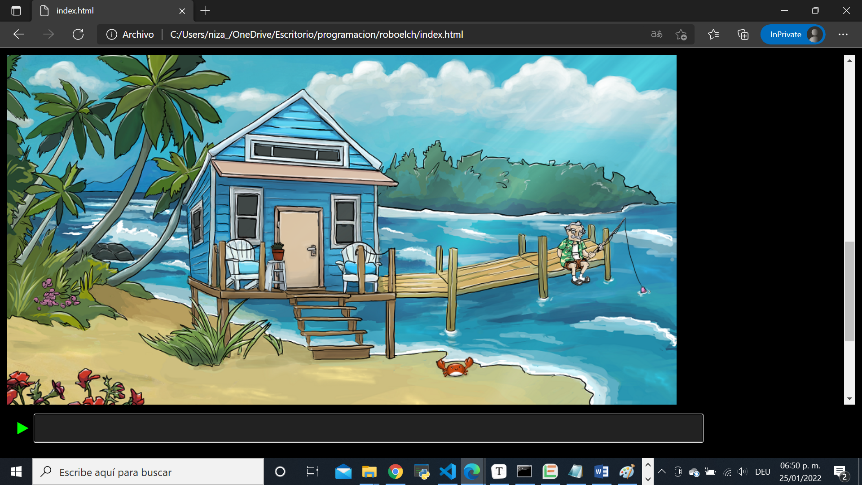 index.html
Archivo
C:/Users/niza_/OneDrive/Escritorio/programacion/roboelch/index.html
InPrivate
Escribe aquí para buscar
DEU
06:50 p. m.
25/01/2022
2